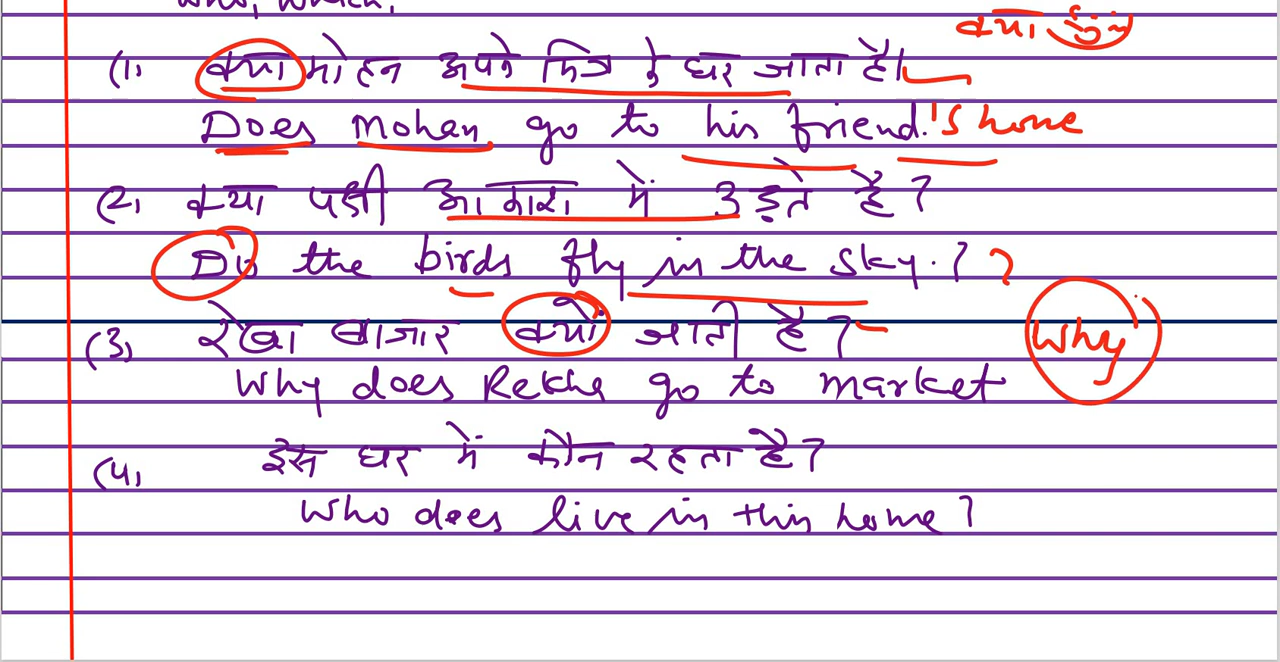 Who, which,
क्या
(1) क्या मोहन अपने मित्र के घर जाता है।
Does Mohan go to his friend.'s home
(2) क्या पक्षी आकाश में उड़ते है?
Do the birds fly in the sky.? ?
(3) रेखा बाजार क्यों जाती है?
Why
Why does Rekha go to market
(4) इस घर में कौन रहता है?
Who does live in this home?